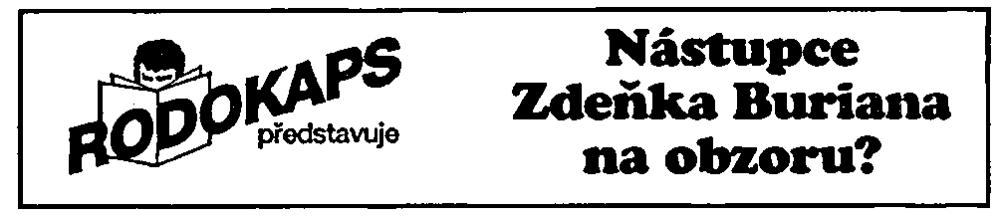 RODOKAPS
představuje
Nástupce
Zdeňka Buriana
na obzoru?